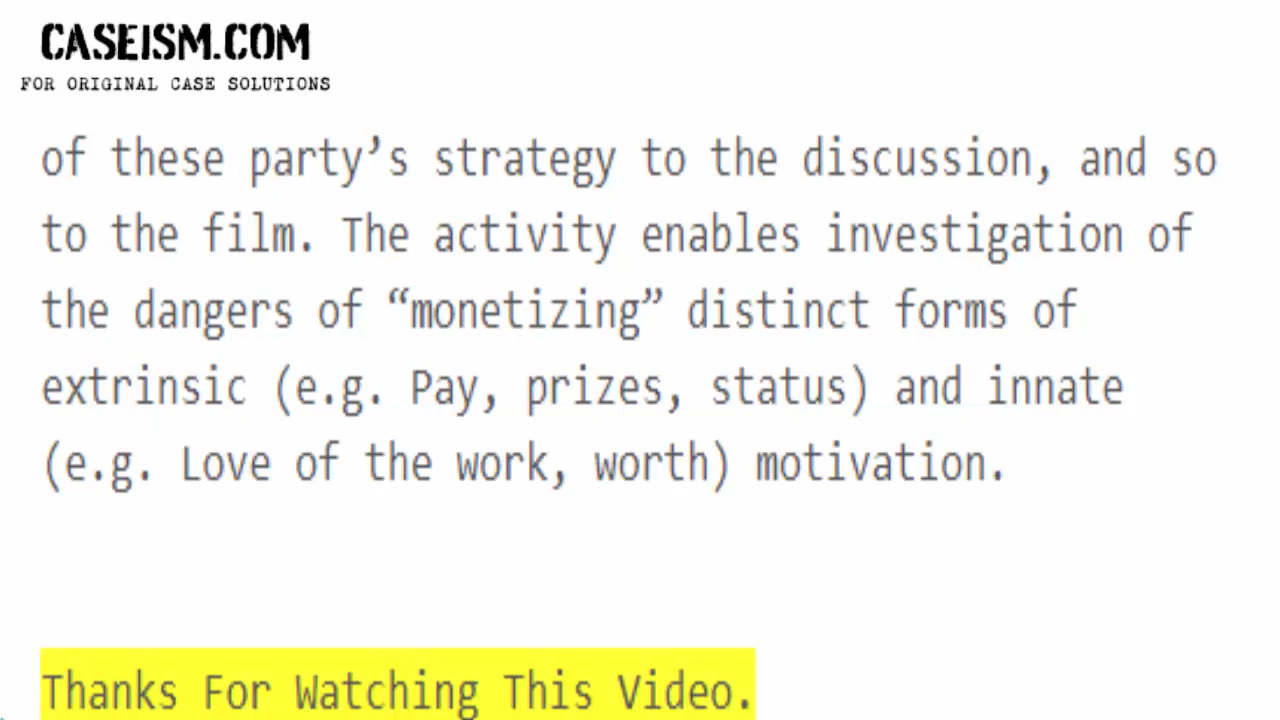 CASEISM.COM
FOR ORIGINAL CASE SOLUTIONS
of these party’s strategy to the discussion, and so
to the film. The activity enables investigation of
the dangers of “monetizing” distinct forms of
extrinsic (e.g. Pay, prizes, status) and innate
(e.g. Love of the work, worth) motivation.
Thanks For Watching This Video.